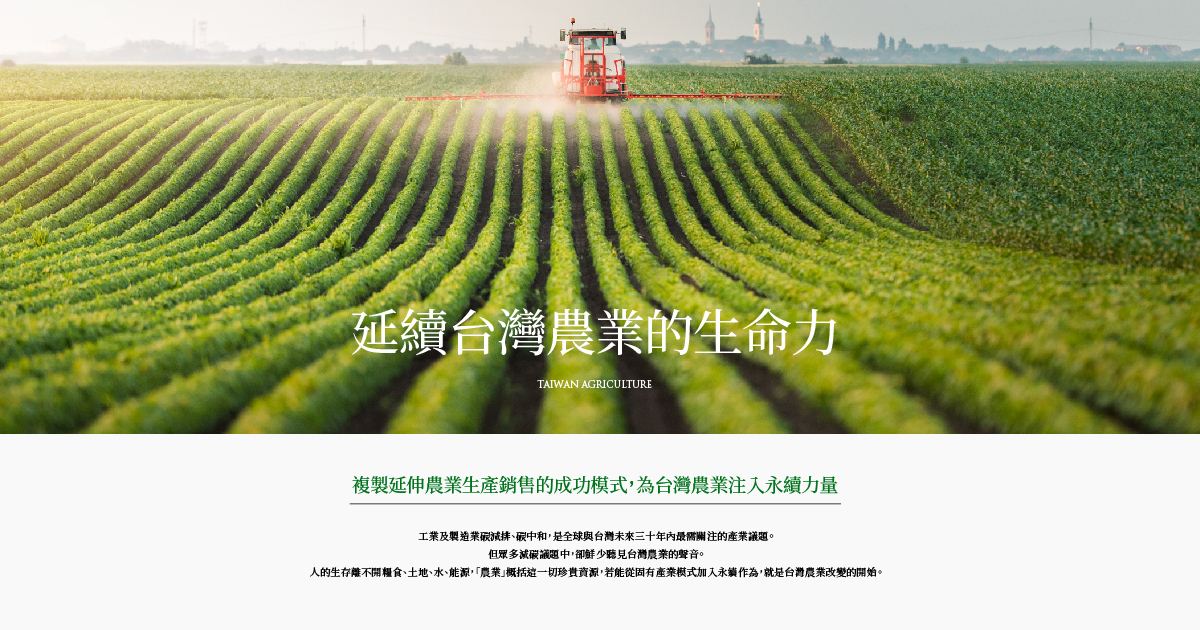 延續台灣農業的生命力
TAIWAN AGRICULTURE
複製延伸農業生產銷售的成功模式，為台灣農業注入永續力量
工業及製造業碳減排、碳中和，是全球與台灣未來三十年內最需關注的產業議題。
但眾多減碳議題中，卻鮮少聽見台灣農業的聲音。
人的生存離不開糧食、土地、水、能源，「農業」概括這一切珍貴資源，若能從固有產業模式加入永續作為，就是台灣農業改變的開始。